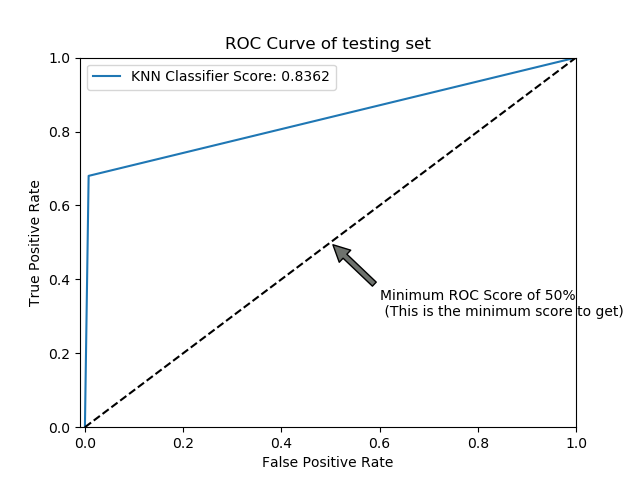 ROC Curve of testing set
KNN Classifier Score: 0.8362
1.0
0.8
0.6
0.4
0.2
0.0
True Positive Rate
Minimum ROC Score of 50%
(This is the minimum score to get)
0.0 0.2 0.4 0.6 0.8 1.0
False Positive Rate